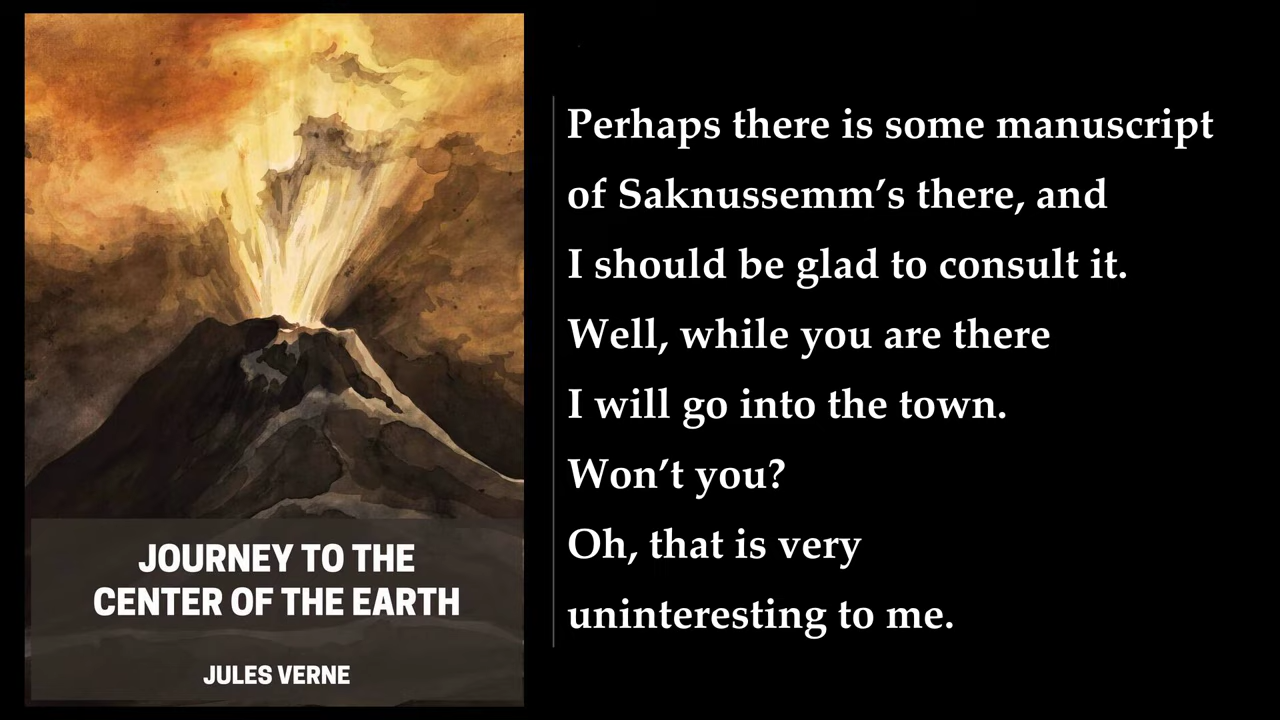 JOURNEY TO THE
CENTER OF THE EARTH
JULES VERNE
Perhaps there is some manuscript
of Saknussemm’s there, and
I should be glad to consult it.
Well, while you are there
I will go into the town.
Won’t you?
Oh, that is very
uninteresting to me.